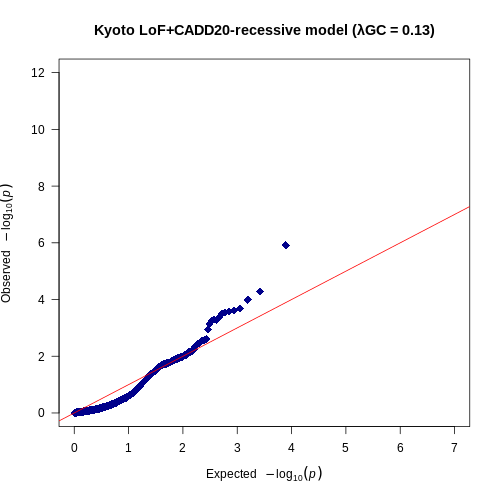 Kyoto LoF+CADD20-recessive model (λGC = 0.13)
12
10
8
6
4
2
0
Observed −log10(p)
0 1 2 3 4 5 6 7
Expected −log10(p)